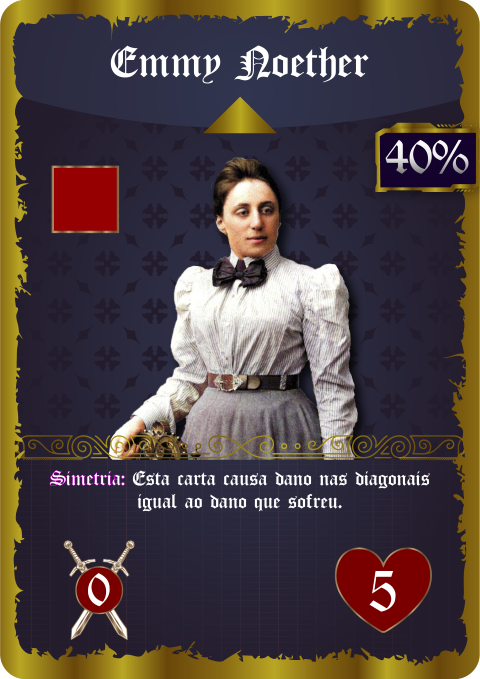 Emmy Noether
40%
Simetria: Esta carta causa dano nas diagonais
igual ao dano que sofreu.
0
5